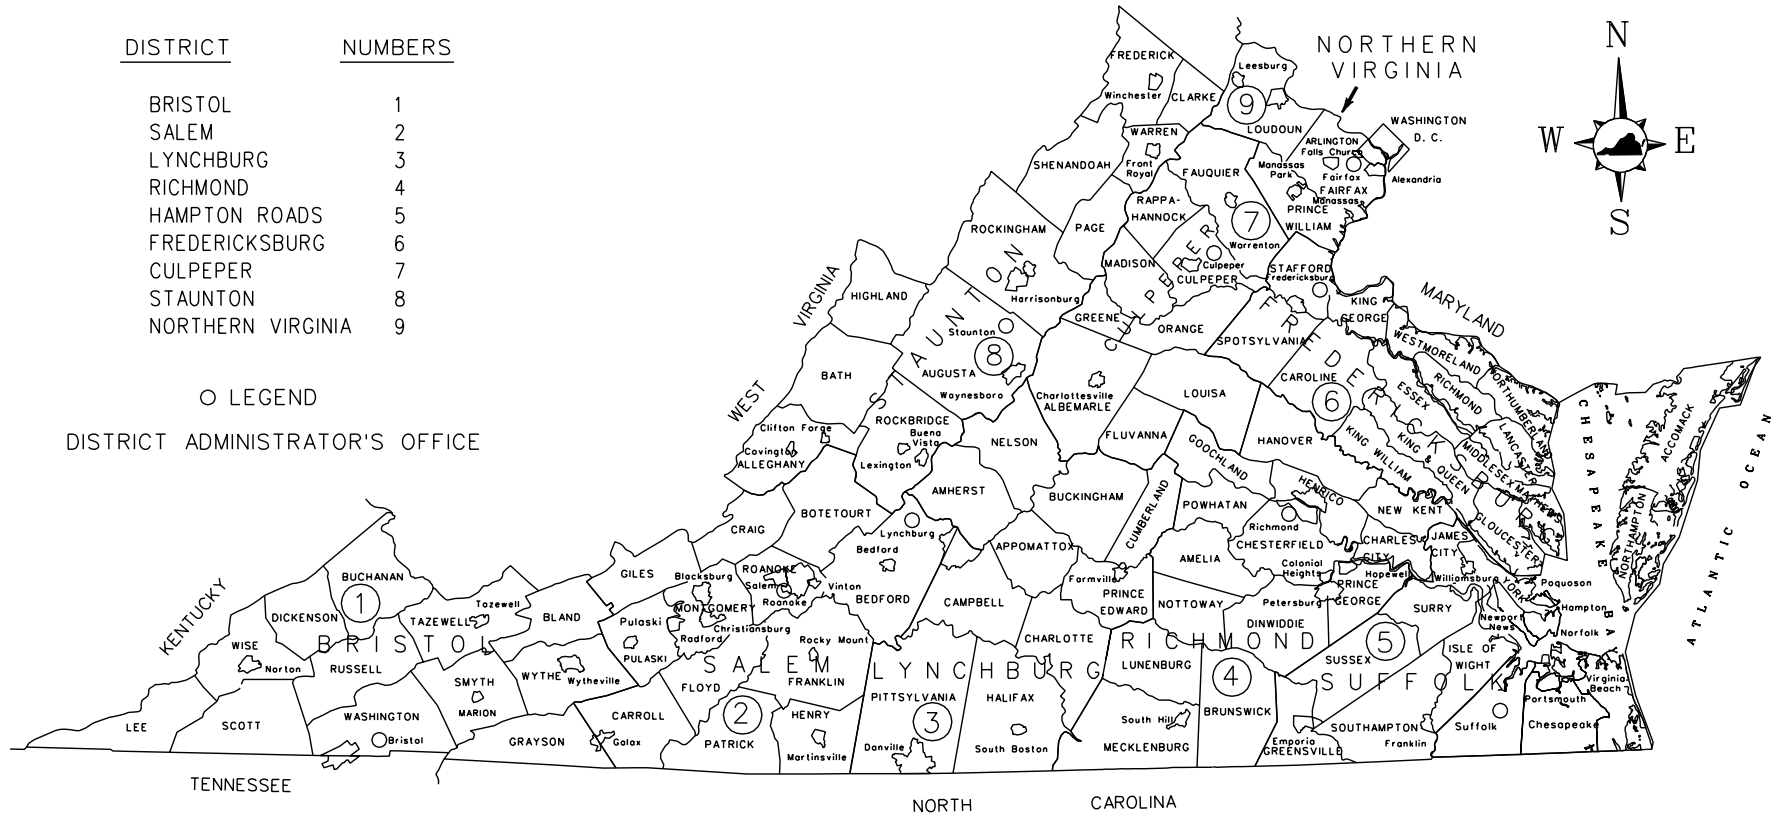 DISTRICT NUMBERS
BRISTOL 1
SALEM 2
LYNCHBURG 3
RICHMOND 4
HAMPTON ROADS 5
FREDERICKSBURG 6
CULPEPER 7
STAUNTON 8
NORTHERN VIRGINIA 9
LEGEND
DISTRICT ADMINISTRATOR'S OFFICE
NORTHERN
VIRGINIA
N
W
E
S
FREDERICK
Winchester
CLARKE
Leesburg
9
LOUDOUN
WASHINGTON
D. C.
ARLINGTON
Falls Church
Fairfax
FAIRFAX
Alexandria
Manassas
Park
Manassas
PRINCE
WILLIAM
WARREN
Front
Royal
SHENANDOAH
FAUQUIER
7
Warrenton
RAPPA-
HANNOCK
PAGE
ROCKINGHAM
Harrisonburg
MADISON
Culpeper
CULPEPER
CULPEPER
STAFFORD
Fredericksburg
KING
GEORGE
MARYLAND
WEST
VIRGINIA
HIGHLAND
STAUNTON
Staunton
8
AUGUSTA
Waynesboro
GREENE
ORANGE
SPOTSYLVANIA
FREDERICKSBURG
CAROLINE
6
WESTMORELAND
RICHMOND
NORTHUMBERLAND
ESSEX
LANCASTER
BATH
Charlottesville
ALBEMARLE
LOUISA
HANOVER
KING
WILLIAM
KING &
QUEEN
MIDDLESEX
MATHEWS
GLOUCESTER
CHESAPEAKE
BAY
ACCOMACK
NORTHAMPTON
ATLANTIC
OCEAN
ROCKBRIDGE
Buena
Vista
Lexington
Clifton Forge
Covington
ALLEGHANY
NELSON
FLUVANNA
GOOCHLAND
HENRICO
NEW KENT
AMHERST
BUCKINGHAM
CUMBERLAND
POWHATAN
Richmond
CHESTERFIELD
CHARLES
CITY
JAMES
CITY
Williamsburg
YORK
Poquoson
Hampton
Newport
News
Norfolk
BOTETOURT
CRAIG
Lynchburg
Bedford
BEDFORD
APPOMATTOX
AMELIA
Colonial
Heights
Hopewell
PRINCE
GEORGE
Petersburg
SURRY
Farmville
PRINCE
EDWARD
NOTTOWAY
DINWIDDIE
KENTUCKY
BUCHANAN
1
DICKENSON
WISE
Norton
BRISTOL
RUSSELL
Tazewell
TAZEWELL
BLAND
GILES
Blacksburg
MONTGOMERY
Christiansburg
Radford
Pulaski
PULASKI
ROANOKE
Salem
Roanoke
Vinton
Rocky Mount
FRANKLIN
CAMPBELL
CHARLOTTE
RICHMOND
LUNENBURG
4
BRUNSWICK
5
SUSSEX
ISLE OF
WIGHT
SUFFOLK
Virginia
Beach
Portsmouth
Chesapeake
Suffolk
SOUTHAMPTON
Franklin
Emporia
GREENSVILLE
LEE
SCOTT
WASHINGTON
Bristol
SMYTH
MARION
WYTHE
Wytheville
GRAYSON
CARROLL
Galax
SALEM
FLOYD
2
PATRICK
HENRY
Martinsville
LYNCHBURG
PITTSYLVANIA
3
Danville
HALIFAX
South Boston
South Hill
MECKLENBURG
TENNESSEE
NORTH
CAROLINA